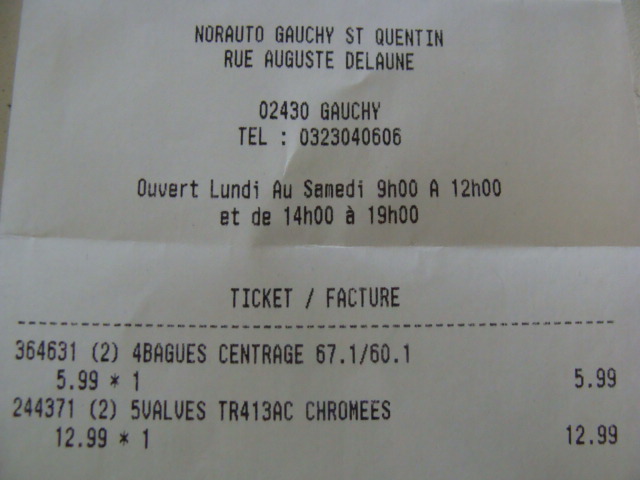 NORAUTO GAUCHY ST QUENTIN
RUE AUGUSTE DELAUNE
02430 GAUCHY
TEL : 0323040606
Ouvert Lundi Au Samedi 9h00 A 12h00
et de 14h00 à 19h00
TICKET / FACTURE
--------------------------------------------------
364631 (2) 4BAGUES CENTRAGE 67.1/60.1
5.99 * 1 5.99
244371 (2) 5VALVES TR413AC CHROMEES
12.99 * 1 12.99